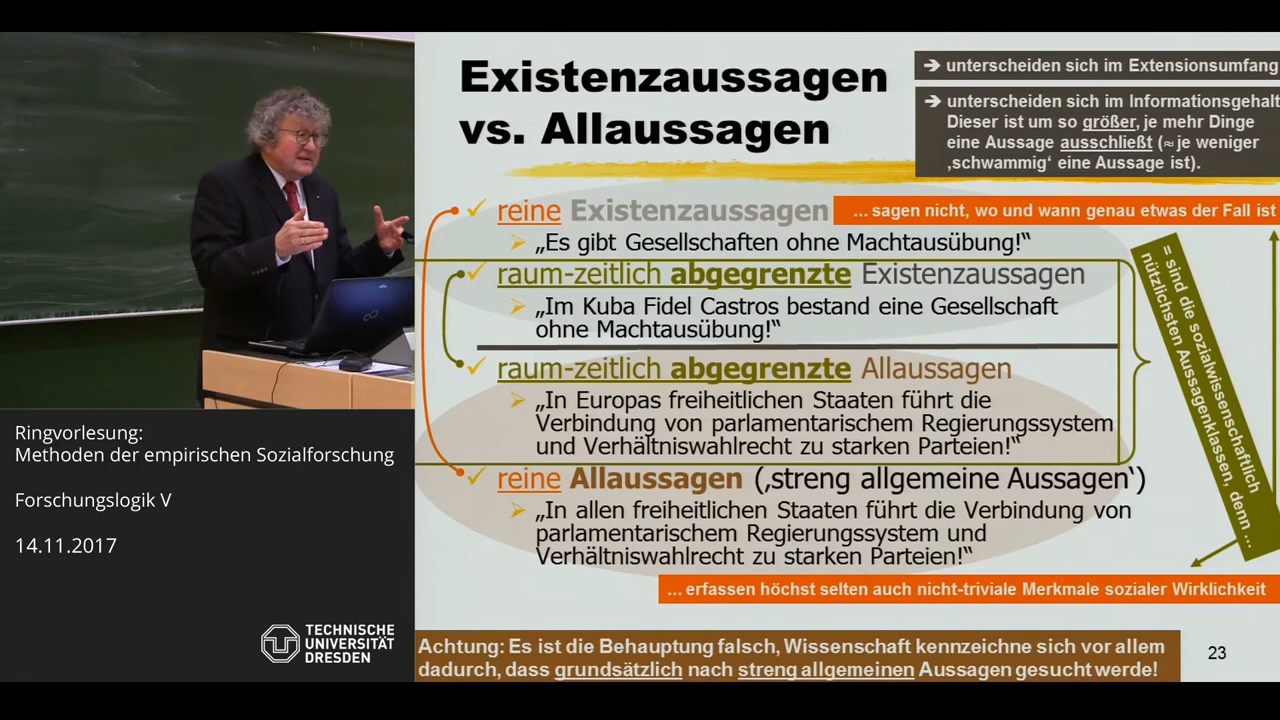 Existenzaussagen
vs. Allaussagen
➔ unterscheiden sich im Extensionsumfang
➔ unterscheiden sich im Informationsgehalt
Dieser ist um so größer, je mehr Dinge
eine Aussage ausschließt (≈ je weniger
‚schwammig‘ eine Aussage ist).
✓ reine Existenzaussagen
... sagen nicht, wo und wann genau etwas der Fall ist
➢ „Es gibt Gesellschaften ohne Machtausübung!“
✓ raum-zeitlich abgegrenzte Existenzaussagen
➢ „Im Kuba Fidel Castros bestand eine Gesellschaft
ohne Machtausübung!“
✓ raum-zeitlich abgegrenzte Allaussagen
➢ „In Europas freiheitlichen Staaten führt die
Verbindung von parlamentarischem Regierungssystem
und Verhältniswahlrecht zu starken Parteien!“
✓ reine Allaussagen (‚streng allgemeine Aussagen‘)
➢ „In allen freiheitlichen Staaten führt die Verbindung von
parlamentarischem Regierungssystem und
Verhältniswahlrecht zu starken Parteien!“
= sind die sozialwissenschaftlich
nützlichsten Aussagenklassen, denn ...
... erfassen höchst selten auch nicht-triviale Merkmale sozialer Wirklichkeit
Achtung: Es ist die Behauptung falsch, Wissenschaft kennzeichne sich vor allem
dadurch, dass grundsätzlich nach streng allgemeinen Aussagen gesucht werde!
23
Ringvorlesung:
Methoden der empirischen Sozialforschung
Forschungslogik V
14.11.2017
TECHNISCHE
UNIVERSITÄT
DRESDEN